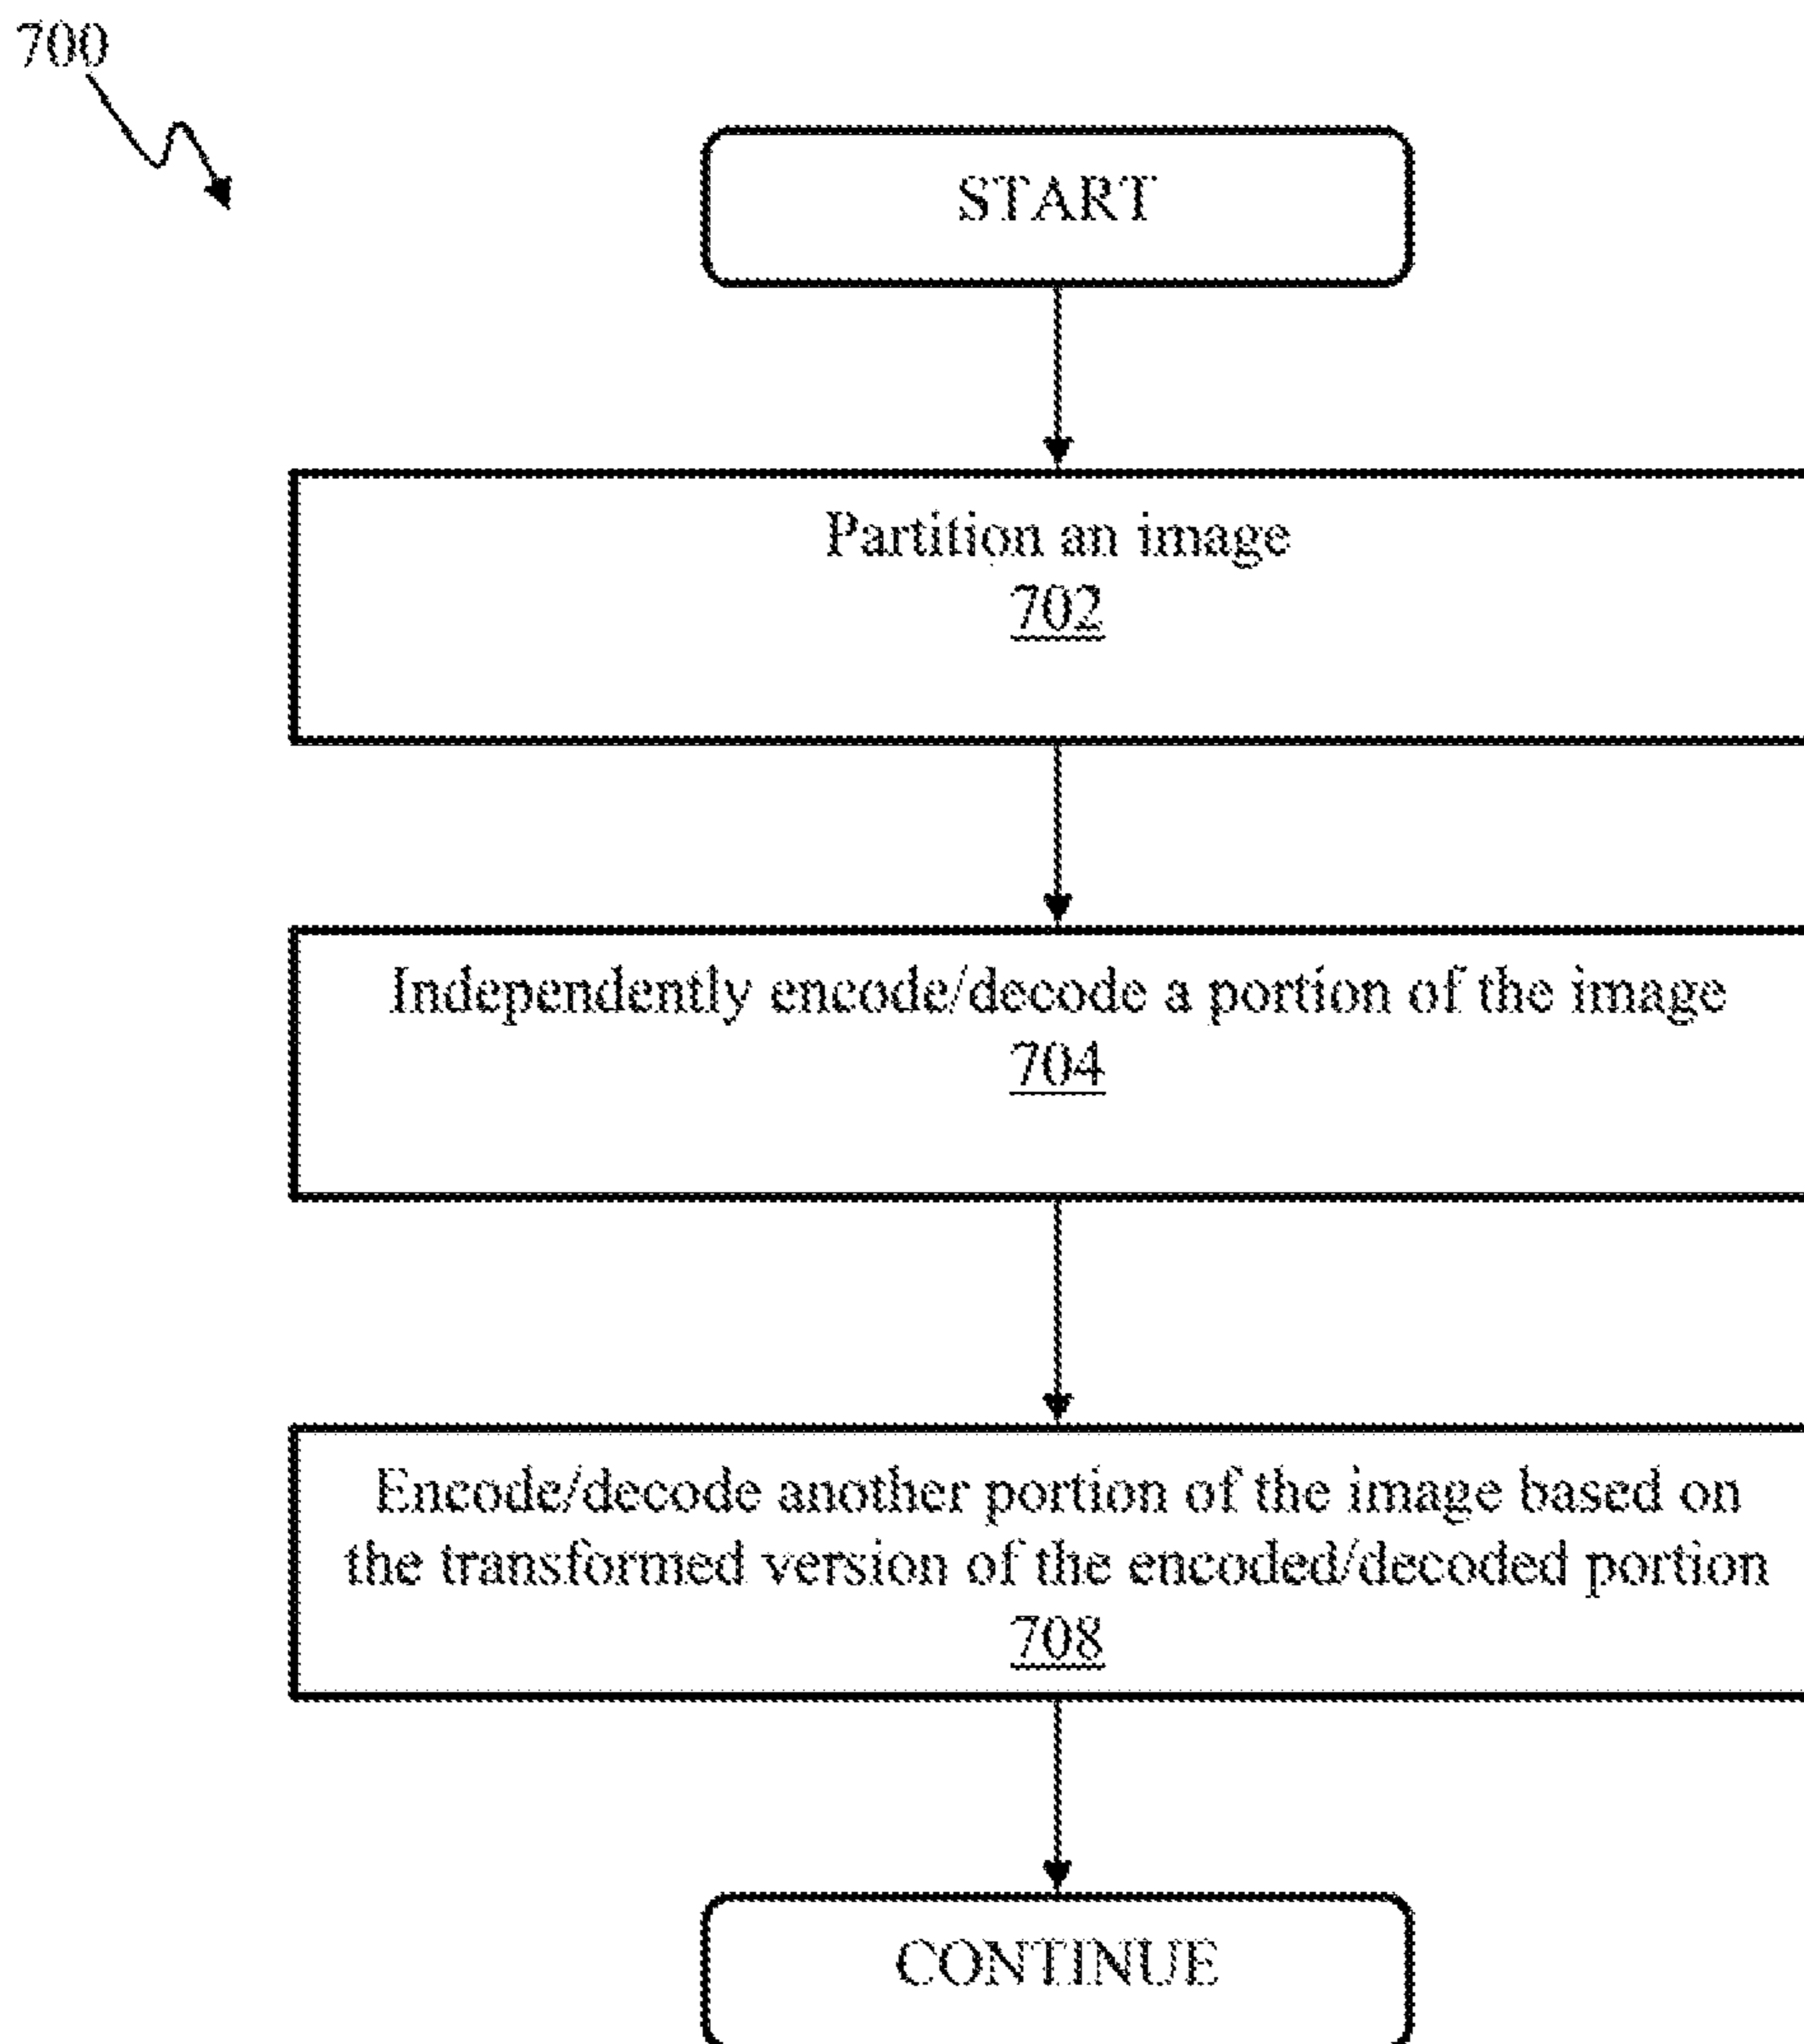 700
START
Partition an image
702
Independently encode/decode a portion of the image
704
Encode/decode another portion of the image based on
the transformed version of the encoded/decoded portion
708
CONTINUE